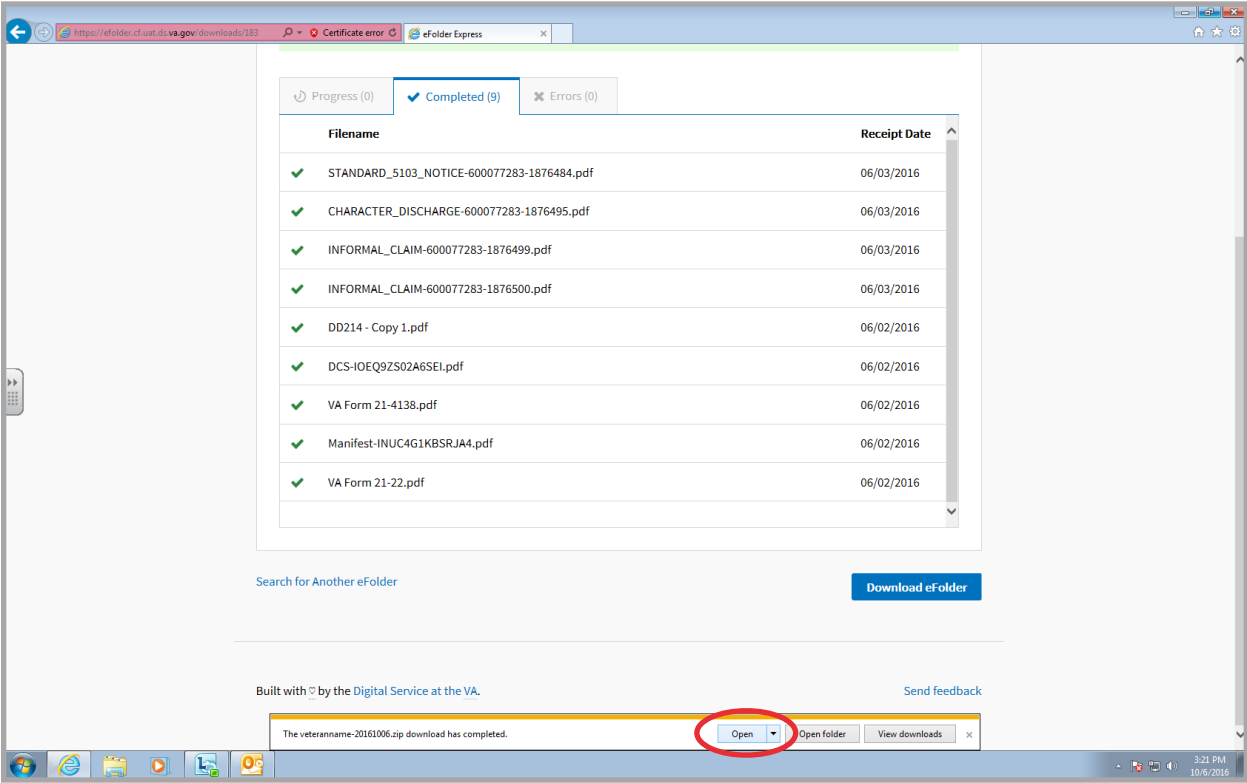 https://efolder.cf.uat.ds.va.gov/downloads/183 Certificate error eFolder Express
Progress (0) Completed (9) Errors (0)
Filename Receipt Date
STANDARD_5103_NOTICE-600077283-1876484.pdf 06/03/2016
CHARACTER_DISCHARGE-600077283-1876495.pdf 06/03/2016
INFORMAL_CLAIM-600077283-1876499.pdf 06/03/2016
INFORMAL_CLAIM-600077283-1876500.pdf 06/03/2016
DD214 - Copy 1.pdf 06/02/2016
DCS-IOEQ9ZS02A6SEI.pdf 06/02/2016
VA Form 21-4138.pdf 06/02/2016
Manifest-INUC4G1KBSRJA4.pdf 06/02/2016
VA Form 21-22.pdf 06/02/2016
Search for Another eFolder Download eFolder
Built with ♡ by the Digital Service at the VA. Send feedback
The veteranname-20161006.zip download has completed. Open Open folder View downloads
3:21 PM
10/6/2016